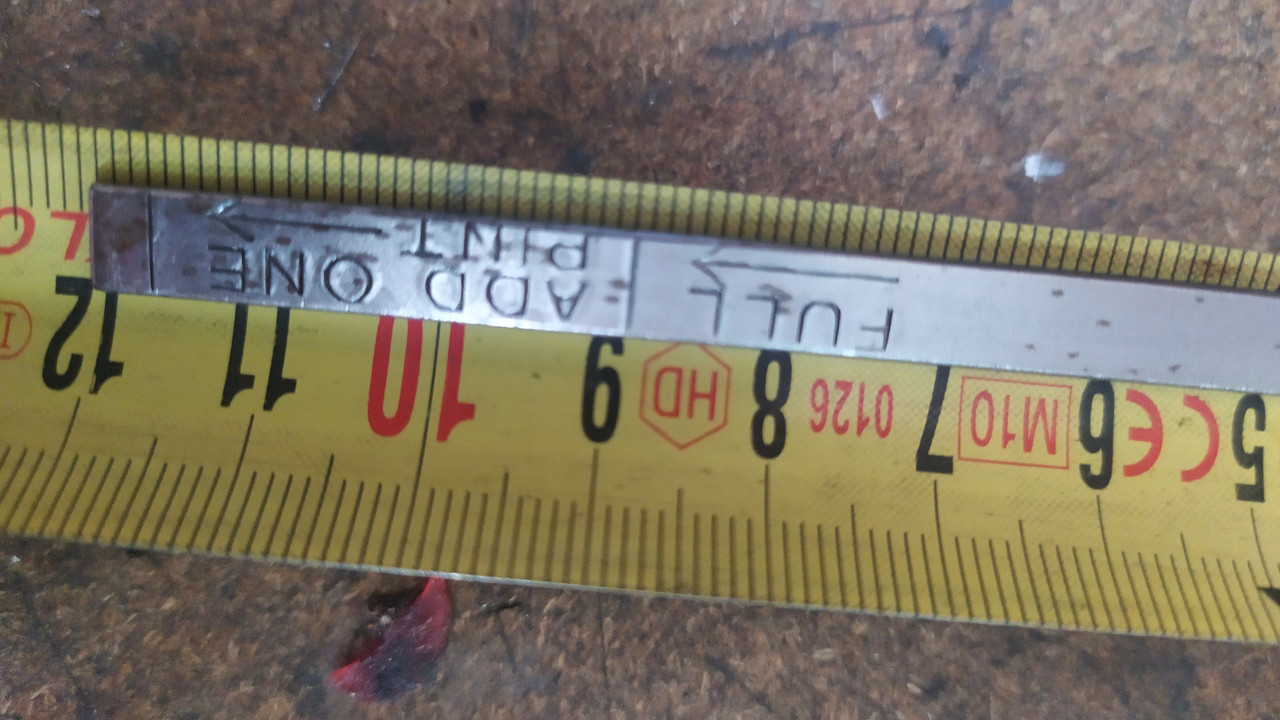 FULL
ADD ONE
PINT
5 CE 6 M10 7 0126 8 HD 9 10 11 12